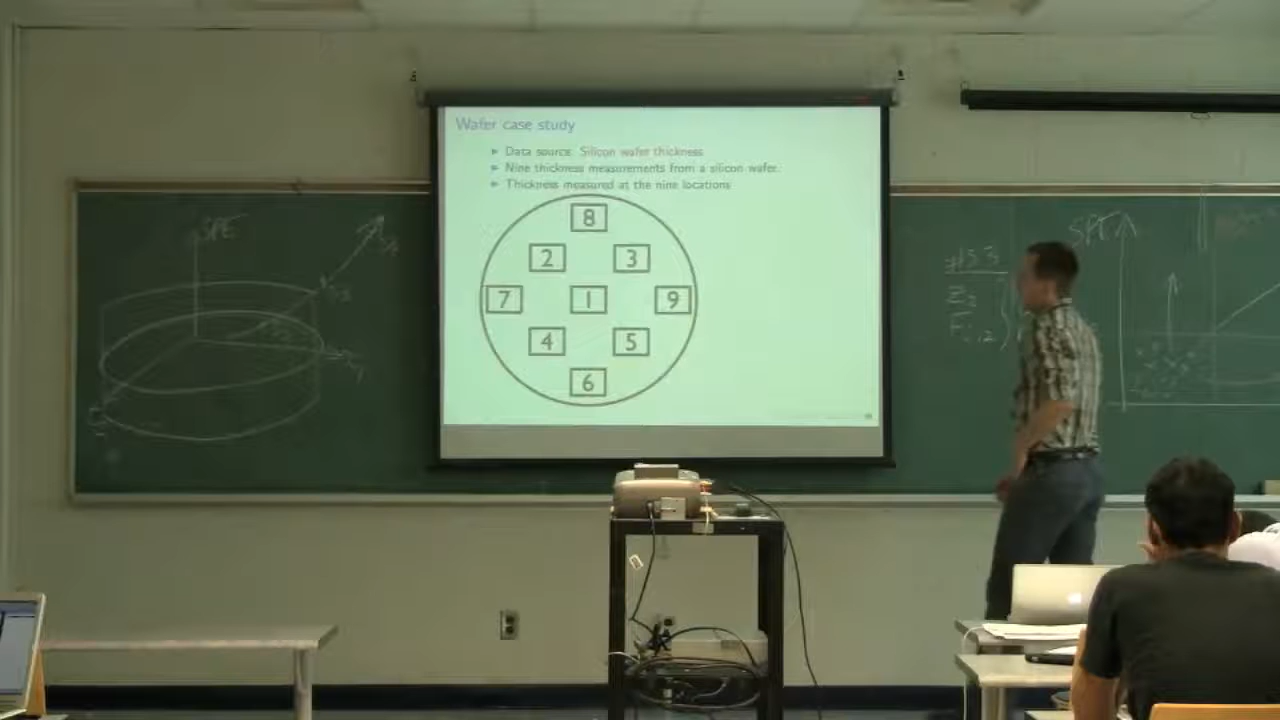 Wafer case study
▶ Data source: Silicon wafer thickness
▶ Nine thickness measurements from a silicon wafer.
▶ Thickness measured at the nine locations
8
2 3
7 1 9
4 5
6
SPE
SPE